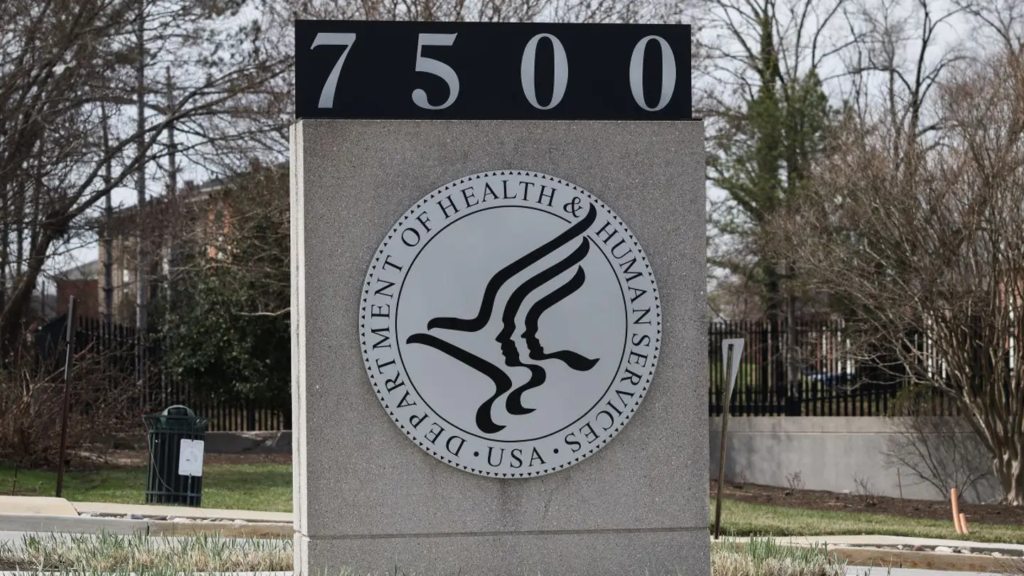 7500
DEPARTMENT OF HEALTH & HUMAN SERVICES
· USA ·